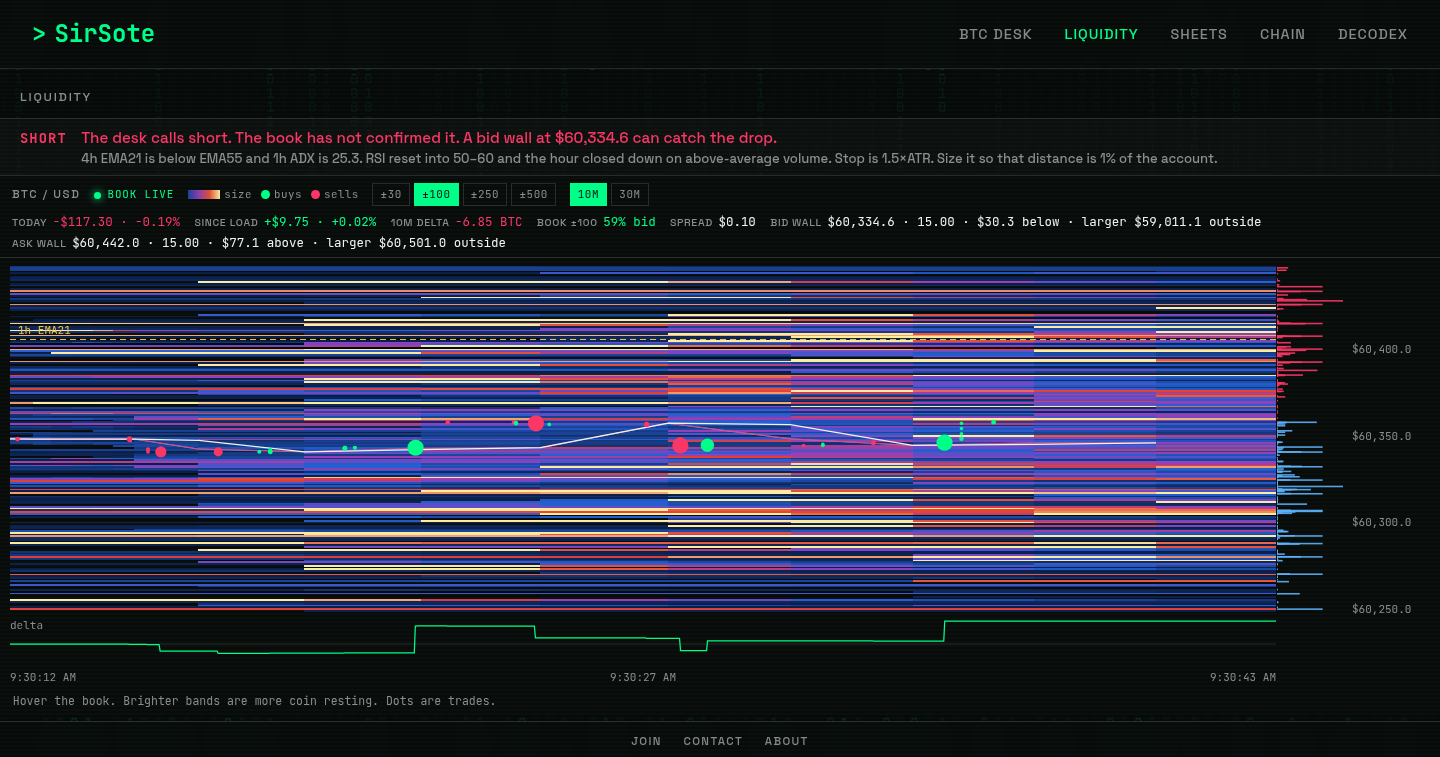 > SirSote
BTC DESK LIQUIDITY SHEETS CHAIN DECODEX
LIQUIDITY
SHORT The desk calls short. The book has not confirmed it. A bid wall at $60,334.6 can catch the drop.
4h EMA21 is below EMA55 and 1h ADX is 25.3. RSI reset into 50–60 and the hour closed down on above-average volume. Stop is 1.5×ATR. Size it so that distance is 1% of the account.
BTC / USD BOOK LIVE size buys sells ±30 ±100 ±250 ±500 10M 30M
TODAY -$117.30 · -0.19% SINCE LOAD +$9.75 · +0.02% 10M DELTA -6.85 BTC BOOK ±100 59% bid SPREAD $0.10 BID WALL $60,334.6 · 15.00 · $30.3 below · larger $59,011.1 outside
ASK WALL $60,442.0 · 15.00 · $77.1 above · larger $60,501.0 outside
1h EMA21
$60,400.0
$60,350.0
$60,300.0
$60,250.0
delta
9:30:12 AM 9:30:27 AM 9:30:43 AM
Hover the book. Brighter bands are more coin resting. Dots are trades.
JOIN CONTACT ABOUT